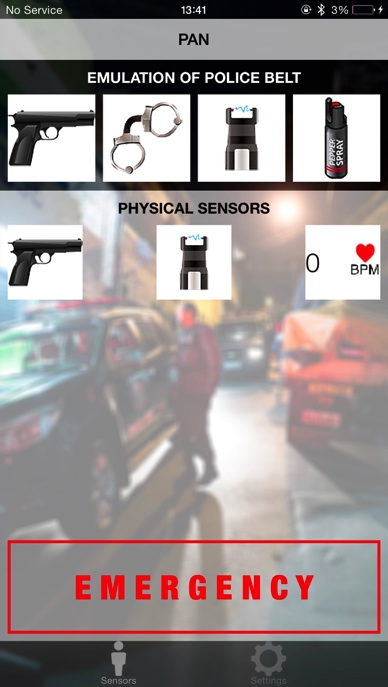 No Service 13:41 3%
PAN
EMULATION OF POLICE BELT
PEPPER SPRAY
PHYSICAL SENSORS
0
BPM
EMERGENCY
Sensors Settings